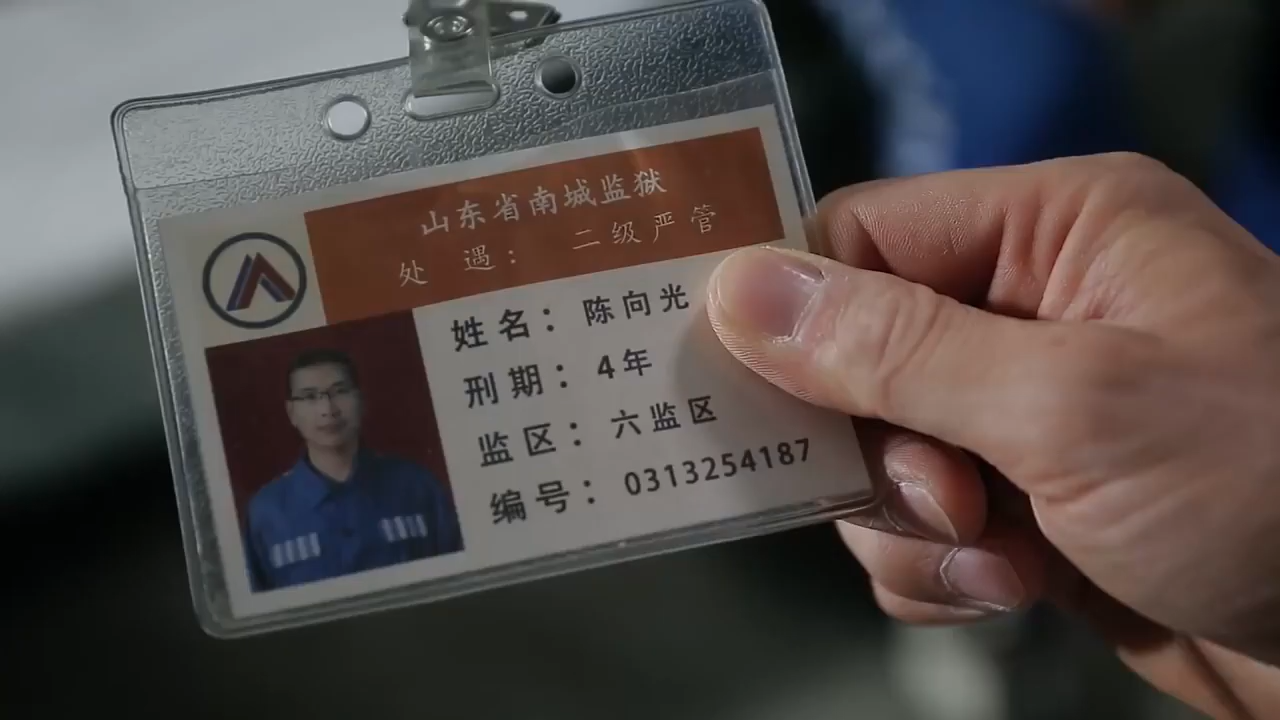 山东省南城监狱
处遇：二级严管
姓名：陈向光
刑期：4年
监区：六监区
编号：0313254187